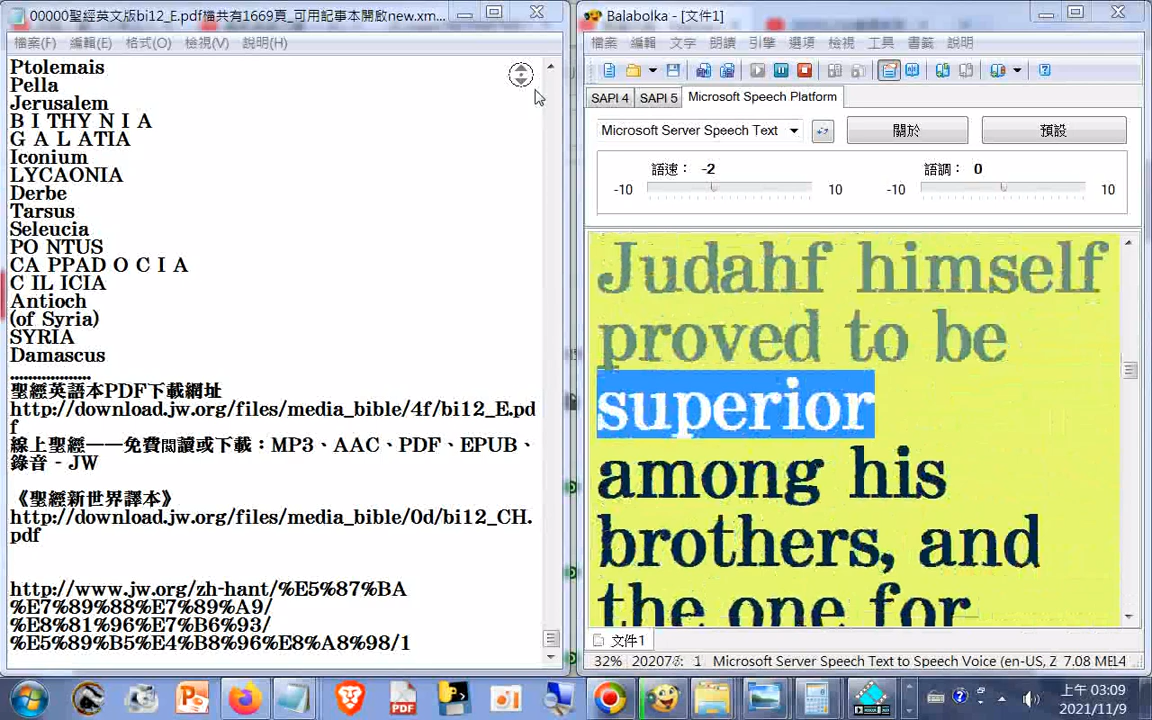 00000聖經英文版bi12_E.pdf檔共有1669頁_可用記事本開啟new.xm...
檔案(F) 編輯(E) 格式(O) 檢視(V) 說明(H)
Ptolemais
Pella
Jerusalem
B I THY N I A
G A L ATIA
Iconium
LYCAONIA
Derbe
Tarsus
Seleucia
PO NTUS
CA PPAD O C I A
C IL ICIA
Antioch
(of Syria)
SYRIA
Damascus
..................
聖經英語本PDF下載網址
http://download.jw.org/files/media_bible/4f/bi12_E.pd
f
線上聖經——免費閱讀或下載：MP3、AAC、PDF、EPUB、
錄音 - JW
《聖經新世界譯本》
http://download.jw.org/files/media_bible/0d/bi12_CH.
pdf
http://www.jw.org/zh-hant/%E5%87%BA
%E7%89%88%E7%89%A9/
%E8%81%96%E7%B6%93/
%E5%89%B5%E4%B8%96%E8%A8%98/1
Balabolka - [文件1]
檔案 編輯 文字 朗讀 引擎 選項 檢視 工具 書籤 說明
SAPI 4 SAPI 5 Microsoft Speech Platform
Microsoft Server Speech Text 關於 預設
語速： -2 語調： 0
-10 10 -10 10
Judahf himself
proved to be
superior
among his
brothers, and
the one for
文件1
32% 1 Microsoft Server Speech Text to Speech Voice (en-US, Z 7.08 ME
上午 03:09
2021/11/9